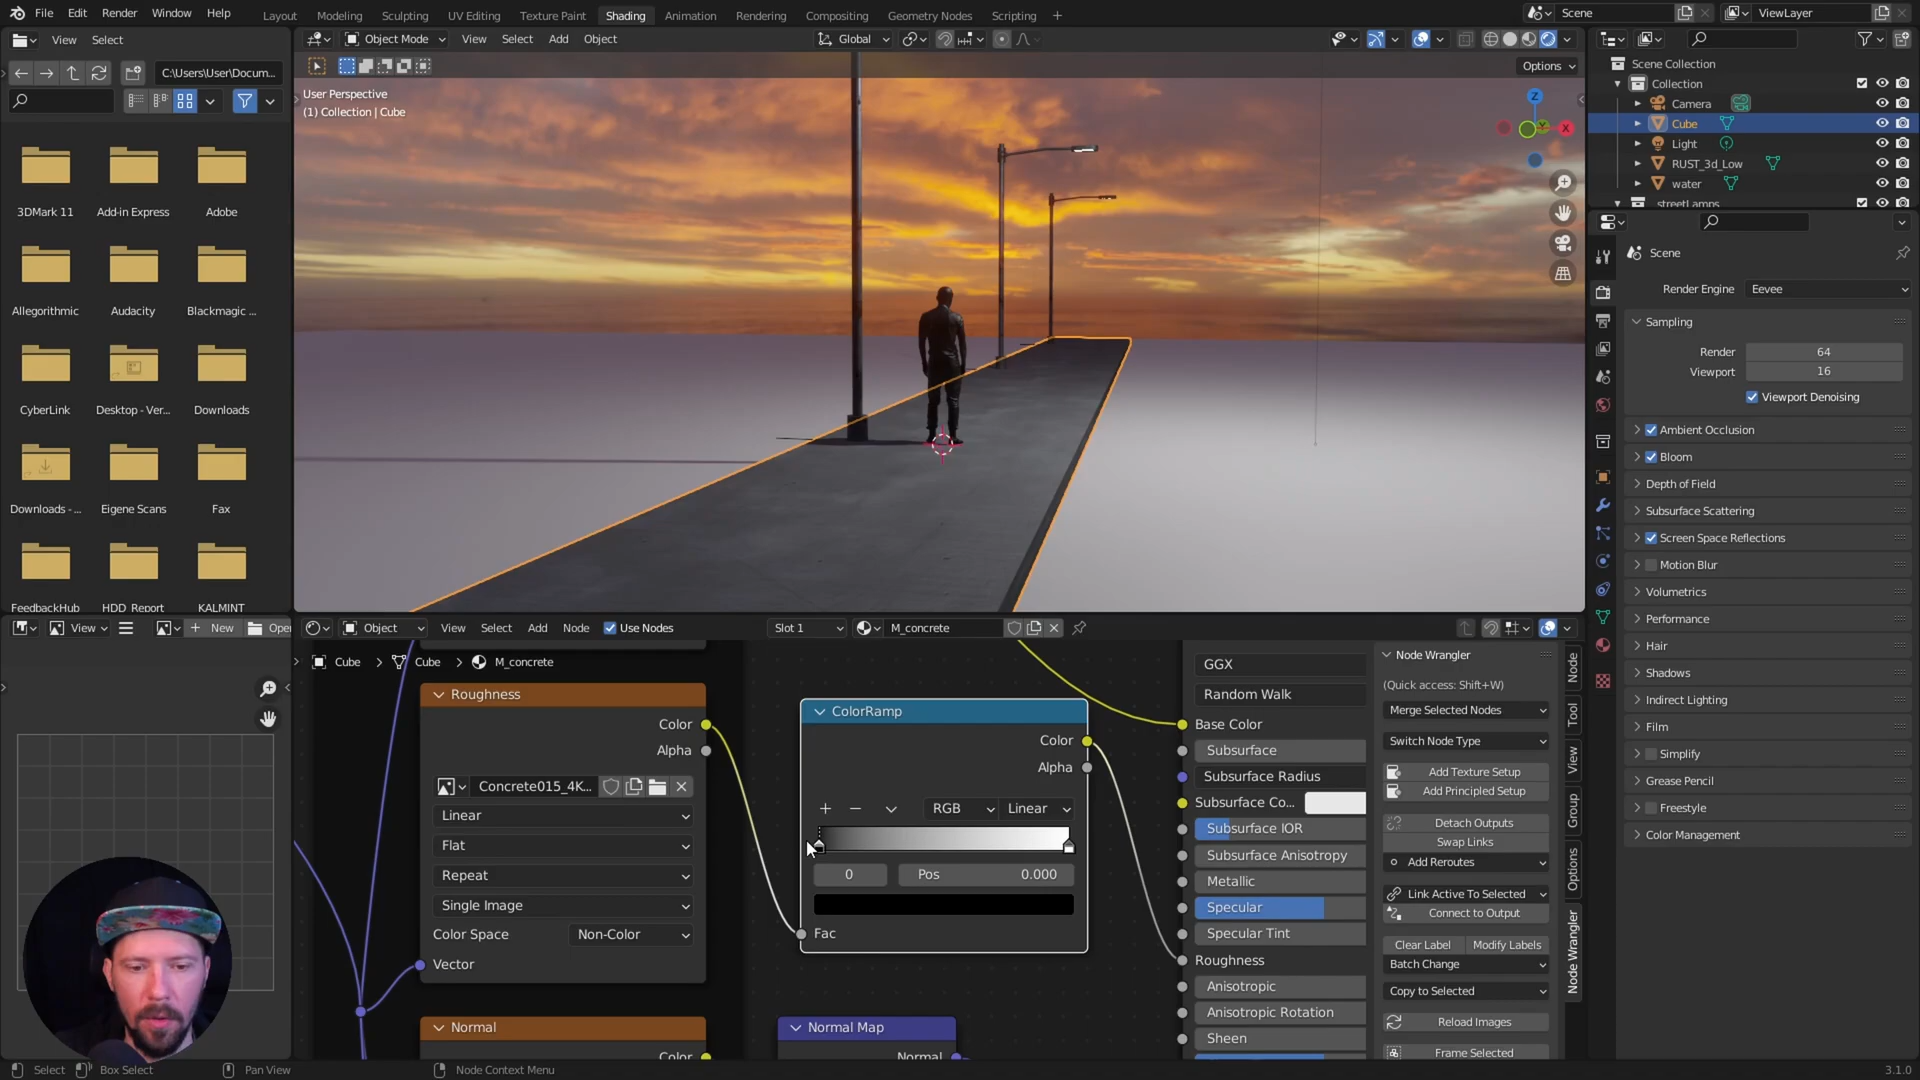 File Edit Render Window Help Layout Modeling Sculpting UV Editing Texture Paint Shading Animation Rendering Compositing Geometry Nodes Scripting + Scene ViewLayer
View Select
C:\Users\User\Docum...
3DMark 11 Add-in Express Adobe
Allegorithmic Audacity Blackmagic ...
CyberLink Desktop - Ver... Downloads
Downloads - ... Eigene Scans Fax
FeedbackHub HDD_Report KALMINT
Object Mode View Select Add Object Global
Options
User Perspective
(1) Collection | Cube
Z
X
Scene Collection
Collection
Camera
Cube
Light
RUST_3d_Low
water
streetLamps
Scene
Render Engine Eevee
Sampling
Render 64
Viewport 16
Viewport Denoising
Ambient Occlusion
Bloom
Depth of Field
Subsurface Scattering
Screen Space Reflections
Motion Blur
Volumetrics
Performance
Hair
Shadows
Indirect Lighting
Film
Simplify
Grease Pencil
Freestyle
Color Management
View + New Open
Object View Select Add Node Use Nodes Slot 1 M_concrete
Cube > Cube > M_concrete
Roughness
Color
Alpha
Concrete015_4K...
Linear
Flat
Repeat
Single Image
Color Space Non-Color
Vector
Normal
Color
ColorRamp
Color
Alpha
+ − RGB Linear
0 Pos 0.000
Fac
Normal Map
Normal
GGX
Random Walk
Base Color
Subsurface
Subsurface Radius
Subsurface Co...
Subsurface IOR
Subsurface Anisotropy
Metallic
Specular
Specular Tint
Roughness
Anisotropic
Anisotropic Rotation
Sheen
Node Wrangler
(Quick access: Shift+W)
Merge Selected Nodes
Switch Node Type
Add Texture Setup
Add Principled Setup
Detach Outputs
Swap Links
Add Reroutes
Link Active To Selected
Connect to Output
Clear Label Modify Labels
Batch Change
Copy to Selected
Reload Images
Frame Selected
Node
Tool
View
Group
Options
Node Wrangler
Select Box Select Pan View Node Context Menu 3.1.0